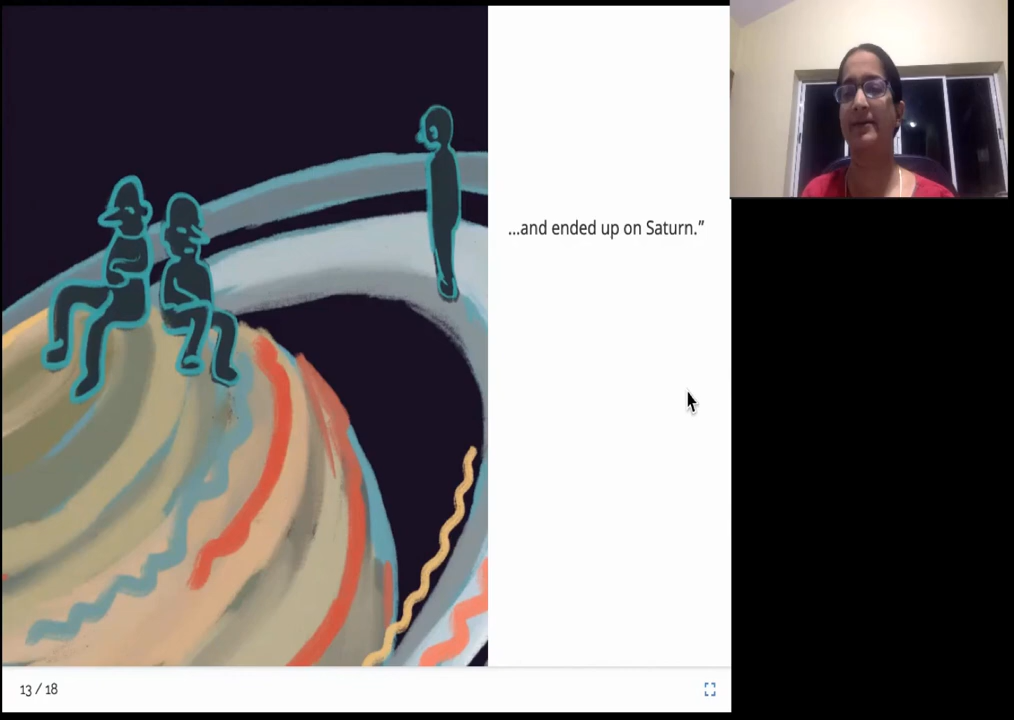 ...and ended up on Saturn.”
13 / 18